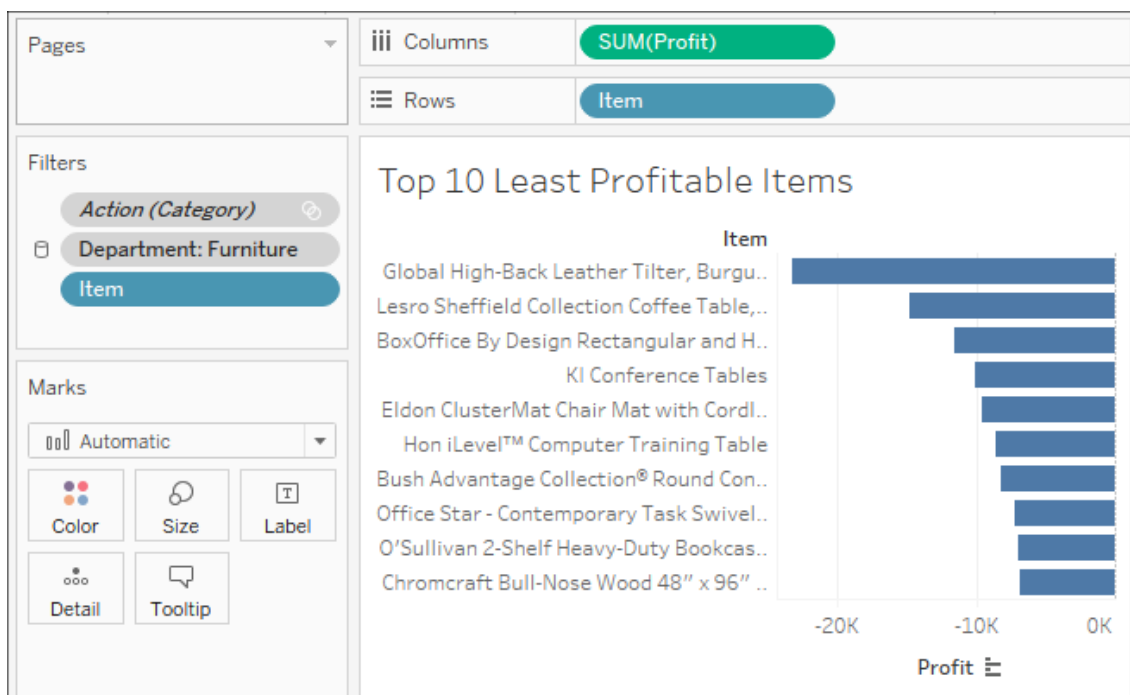 Pages
Columns
SUM(Profit)
Rows
Item
Filters
Action (Category)
Department: Furniture
Item
Marks
Automatic
Color
Size
Label
Detail
Tooltip
Top 10 Least Profitable Items
Item
Global High-Back Leather Tilter, Burgu..
Lesro Sheffield Collection Coffee Table,..
BoxOffice By Design Rectangular and H..
KI Conference Tables
Eldon ClusterMat Chair Mat with Cordl..
Hon iLevel™ Computer Training Table
Bush Advantage Collection® Round Con..
Office Star - Contemporary Task Swivel..
O’Sullivan 2-Shelf Heavy-Duty Bookcas..
Chromcraft Bull-Nose Wood 48” x 96” ..
-20K -10K 0K
Profit